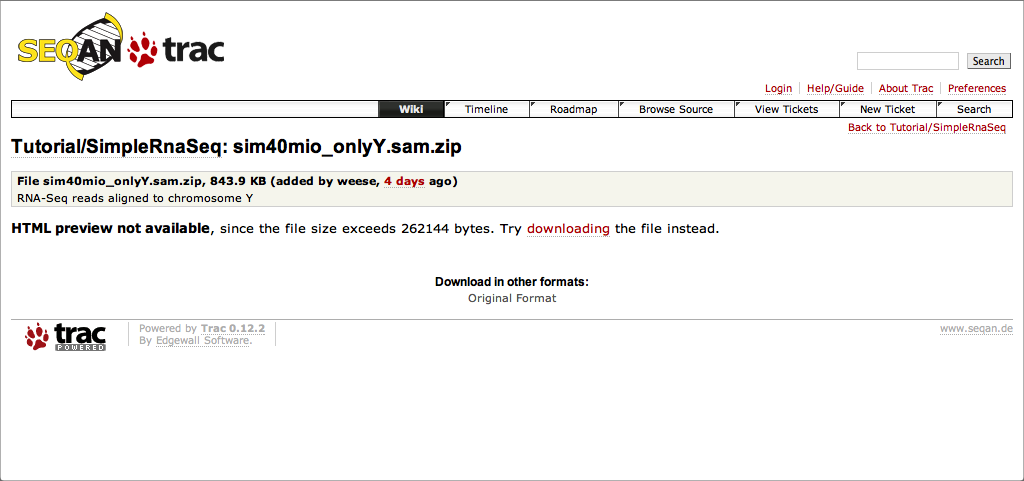 SEQAN trac
Search
Login Help/Guide About Trac Preferences
Wiki Timeline Roadmap Browse Source View Tickets New Ticket Search
Back to Tutorial/SimpleRnaSeq
Tutorial/SimpleRnaSeq: sim40mio_onlyY.sam.zip
File sim40mio_onlyY.sam.zip, 843.9 KB (added by weese, 4 days ago)
RNA-Seq reads aligned to chromosome Y
HTML preview not available, since the file size exceeds 262144 bytes. Try downloading the file instead.
Download in other formats:
Original Format
trac
POWERED
Powered by Trac 0.12.2
By Edgewall Software.
www.seqan.de